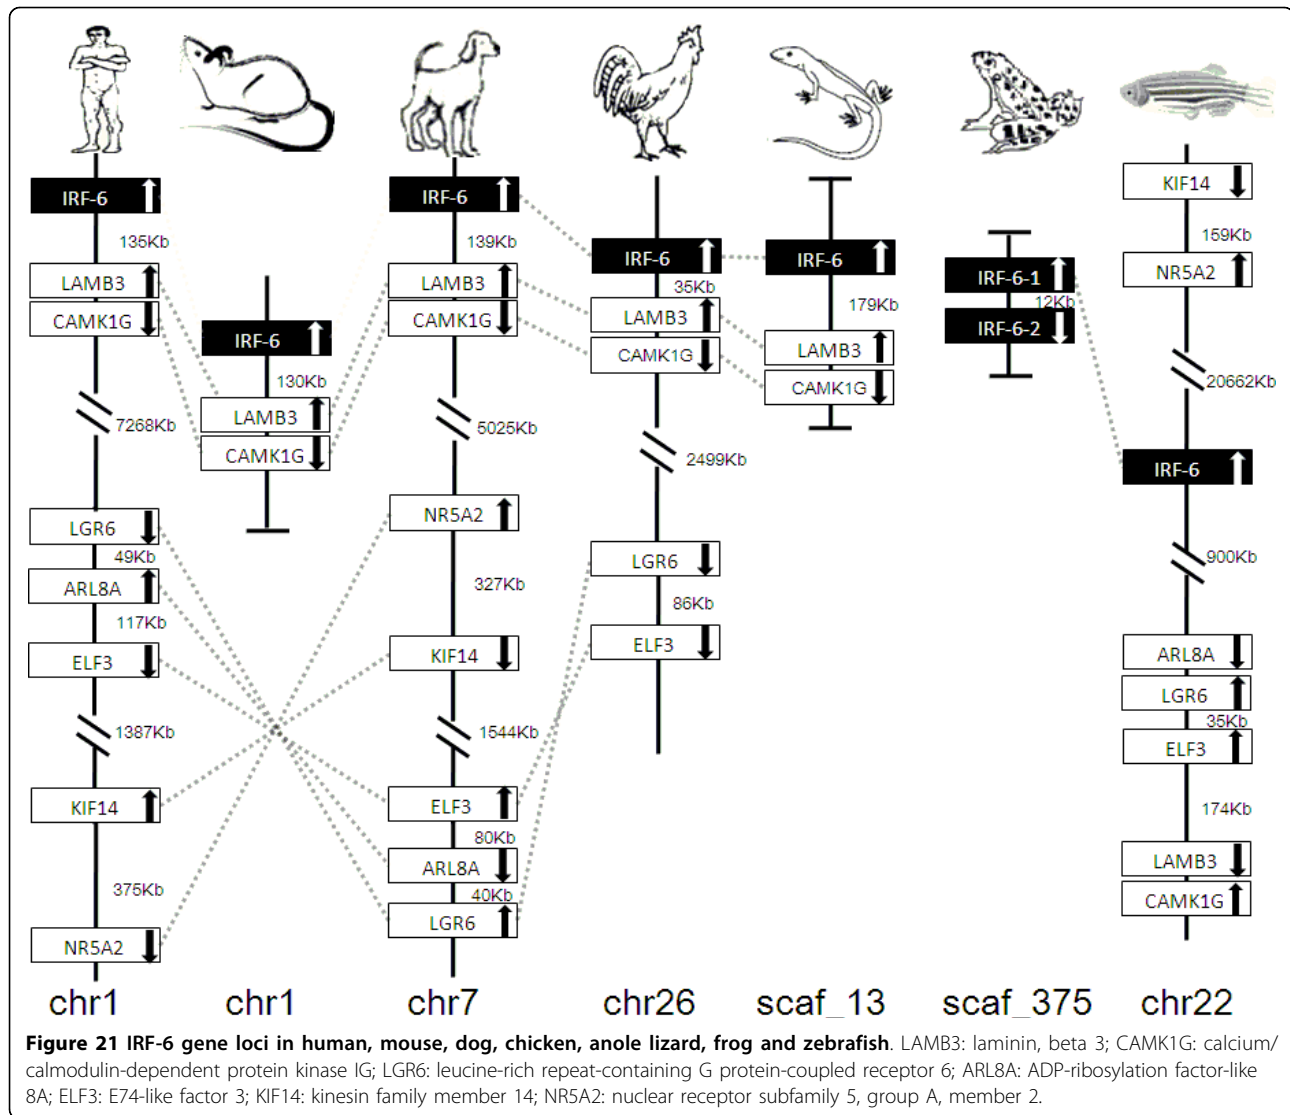 IRF-6
135Kb
LAMB3
CAMK1G
7268Kb
LGR6
49Kb
ARL8A
117Kb
ELF3
1387Kb
KIF14
375Kb
NR5A2
chr1
IRF-6
130Kb
LAMB3
CAMK1G
chr1
IRF-6
139Kb
LAMB3
CAMK1G
5025Kb
NR5A2
327Kb
KIF14
1544Kb
ELF3
80Kb
ARL8A
40Kb
LGR6
chr7
IRF-6
35Kb
LAMB3
CAMK1G
2499Kb
LGR6
86Kb
ELF3
chr26
IRF-6
179Kb
LAMB3
CAMK1G
scaf_13
IRF-6-1
12Kb
IRF-6-2
scaf_375
KIF14
159Kb
NR5A2
20662Kb
IRF-6
900Kb
ARL8A
LGR6
35Kb
ELF3
174Kb
LAMB3
CAMK1G
chr22
Figure 21 IRF-6 gene loci in human, mouse, dog, chicken, anole lizard, frog and zebrafish. LAMB3: laminin, beta 3; CAMK1G: calcium/
calmodulin-dependent protein kinase IG; LGR6: leucine-rich repeat-containing G protein-coupled receptor 6; ARL8A: ADP-ribosylation factor-like
8A; ELF3: E74-like factor 3; KIF14: kinesin family member 14; NR5A2: nuclear receptor subfamily 5, group A, member 2.